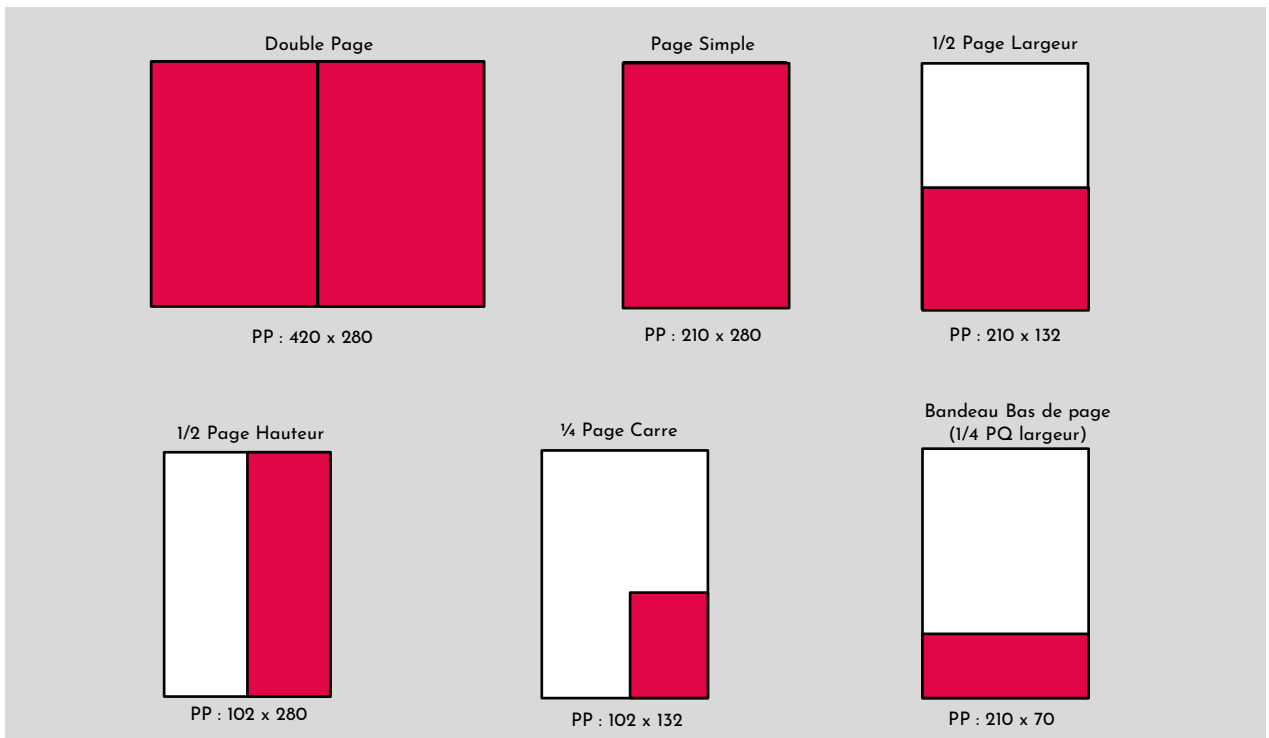 Double Page
PP : 420 x 280
Page Simple
PP : 210 x 280
1/2 Page Largeur
PP : 210 x 132
1/2 Page Hauteur
PP : 102 x 280
¼ Page Carre
PP : 102 x 132
Bandeau Bas de page
(1/4 PQ largeur)
PP : 210 x 70